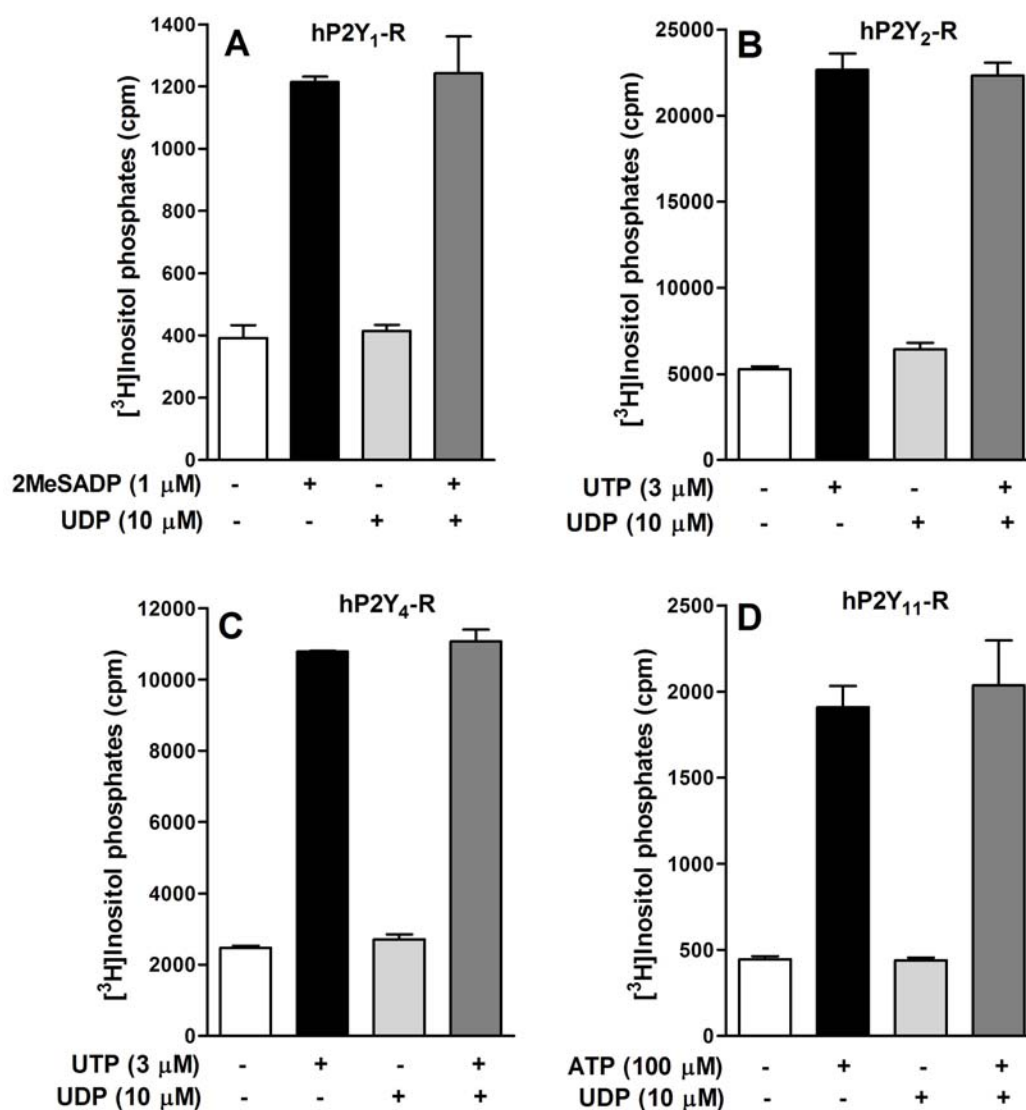 A
hP2Y1-R
[3H]Inositol phosphates (cpm)
1400
1200
1000
800
600
400
200
0
2MeSADP (1 μM) - + - +
UDP (10 μM) - - + +
B
hP2Y2-R
[3H]Inositol phosphates (cpm)
25000
20000
15000
10000
5000
0
UTP (3 μM) - + - +
UDP (10 μM) - - + +
C
hP2Y4-R
[3H]Inositol phosphates (cpm)
12000
10000
8000
6000
4000
2000
0
UTP (3 μM) - + - +
UDP (10 μM) - - + +
D
hP2Y11-R
[3H]Inositol phosphates (cpm)
2500
2000
1500
1000
500
0
ATP (100 μM) - + - +
UDP (10 μM) - - + +